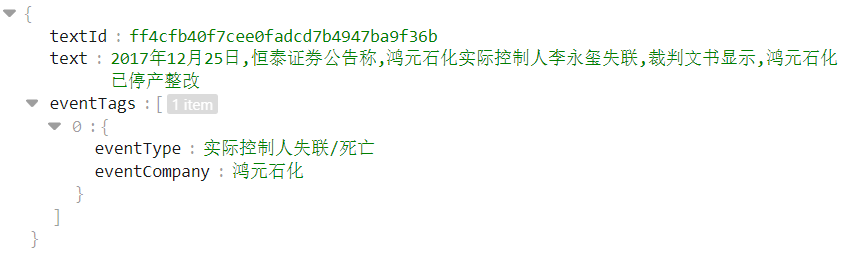 {
textId : ff4cfb40f7cee0fadcd7b4947ba9f36b
text : 2017年12月25日,恒泰证券公告称,鸿元石化实际控制人李永玺失联,裁判文书显示,鸿元石化
已停产整改
eventTags :[ 1 item
0 :{
eventType : 实际控制人失联/死亡
eventCompany : 鸿元石化
}
]
}